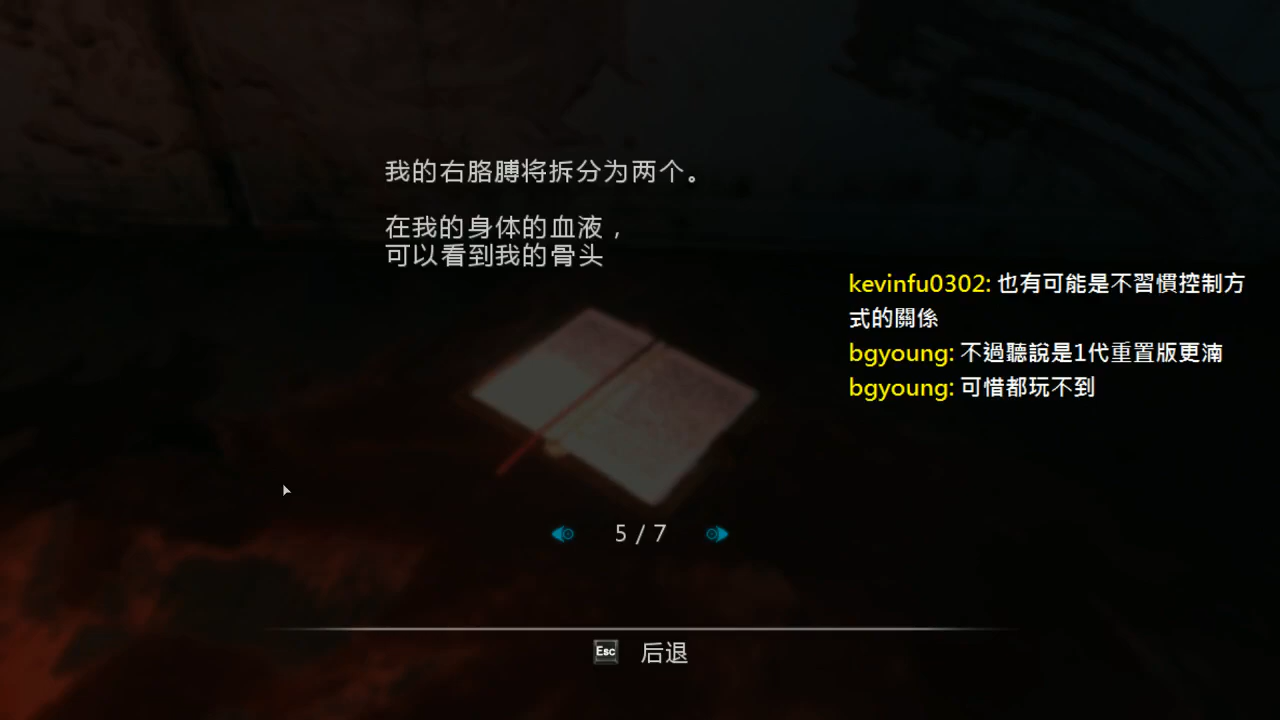 我的右胳膊将拆分为两个。
在我的身体的血液，
可以看到我的骨头
kevinfu0302: 也有可能是不習慣控制方
式的關係
bgyoung: 不過聽說是1代重置版更湳
bgyoung: 可惜都玩不到
5 / 7
Esc 后退